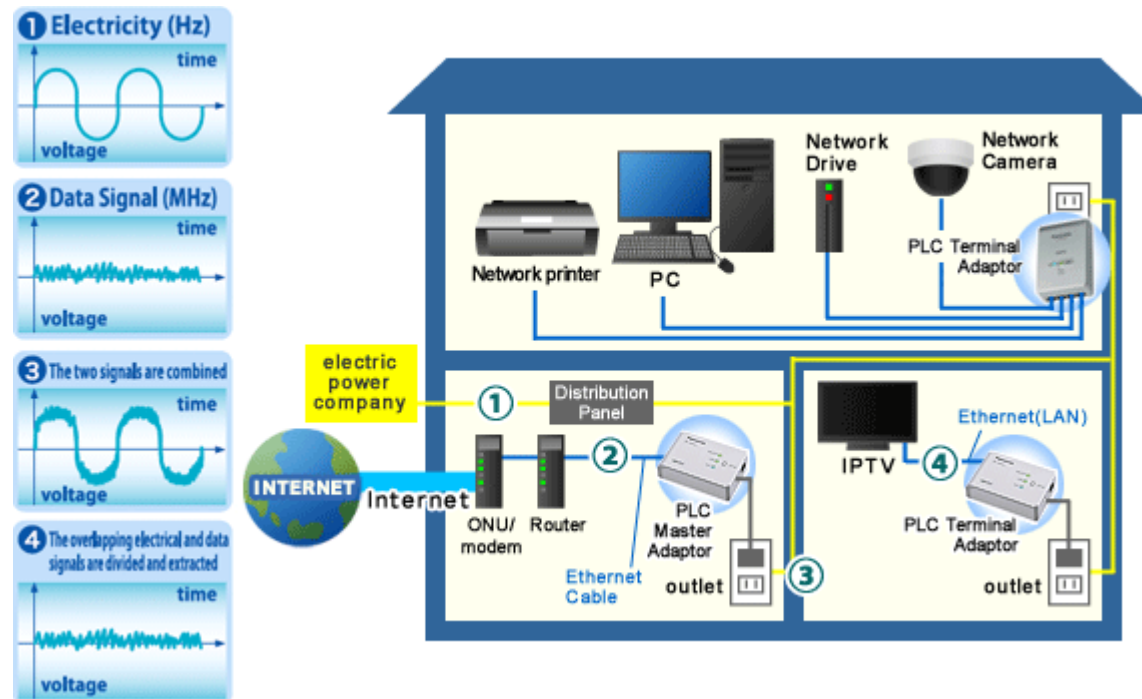 1 Electricity (Hz)
time
voltage
2 Data Signal (MHz)
time
voltage
3 The two signals are combined
time
voltage
4 The overlapping electrical and data
signals are divided and extracted
time
voltage
Network printer
PC
Network
Drive
Network
Camera
PLC Terminal
Adaptor
electric
power
company
1
Distribution
Panel
INTERNET
Internet
ONU/
modem
Router
2
PLC
Master
Adaptor
Ethernet
Cable
outlet
3
IPTV
Ethernet(LAN)
4
PLC Terminal
Adaptor
outlet